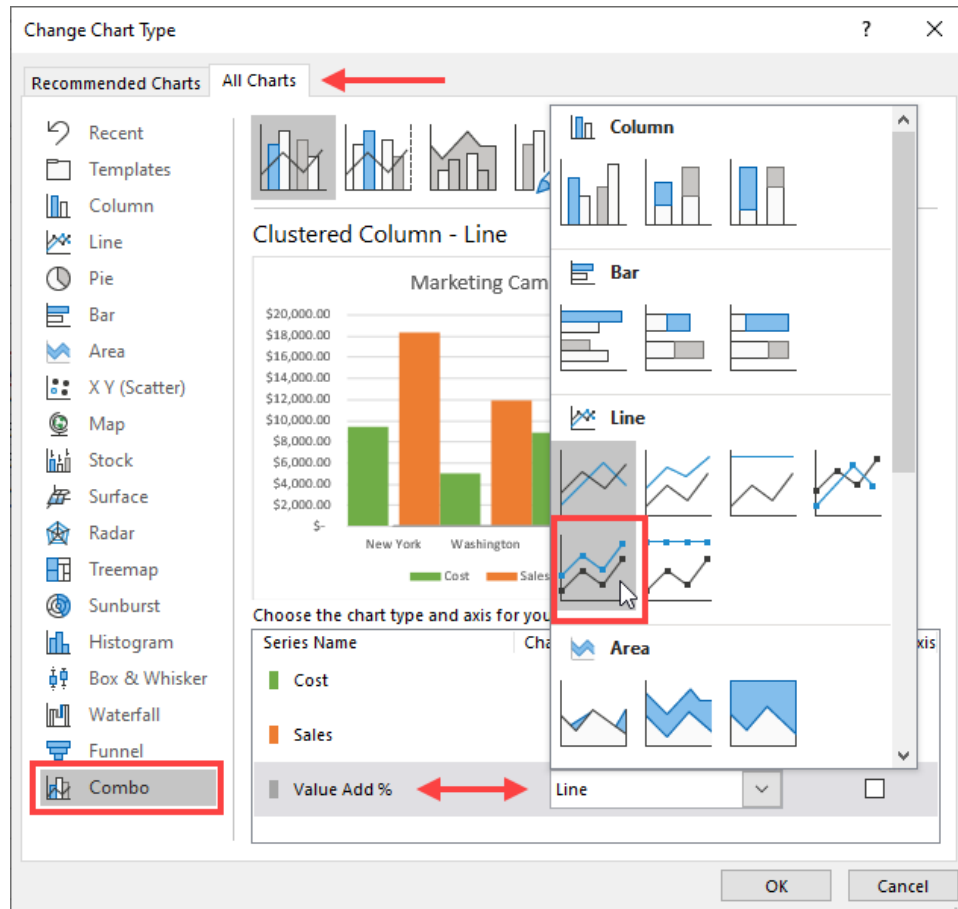 Change Chart Type
?
Recommended Charts
All Charts
Recent
Templates
Column
Line
Pie
Bar
Area
X Y (Scatter)
Map
Stock
Surface
Radar
Treemap
Sunburst
Histogram
Box & Whisker
Waterfall
Funnel
Combo
Clustered Column - Line
Marketing Cam
$20,000.00
$18,000.00
$16,000.00
$14,000.00
$12,000.00
$10,000.00
$8,000.00
$6,000.00
$4,000.00
$2,000.00
$-
New York Washington
Cost Sales
Choose the chart type and axis for you
Series Name Cha xis
Cost
Sales
Value Add % Line
Column
Bar
Line
Area
OK Cancel